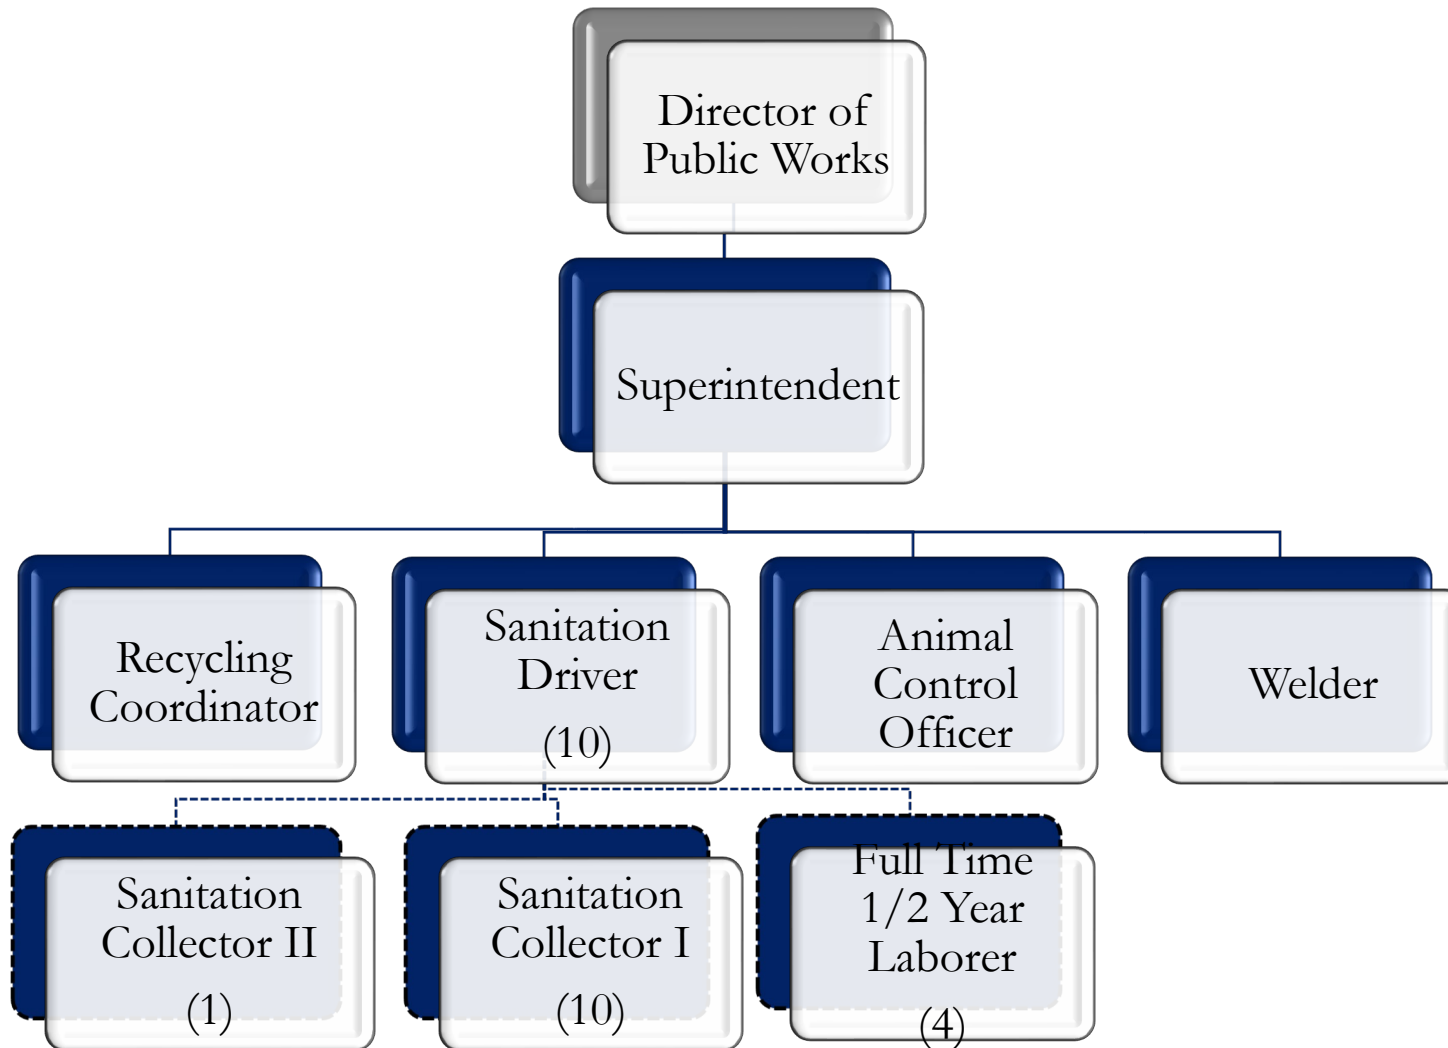 Director of
Public Works
Superintendent
Recycling
Coordinator
Sanitation
Driver
(10)
Animal
Control
Officer
Welder
Sanitation
Collector II
(1)
Sanitation
Collector I
(10)
Full Time
1/2 Year
Laborer
(4)